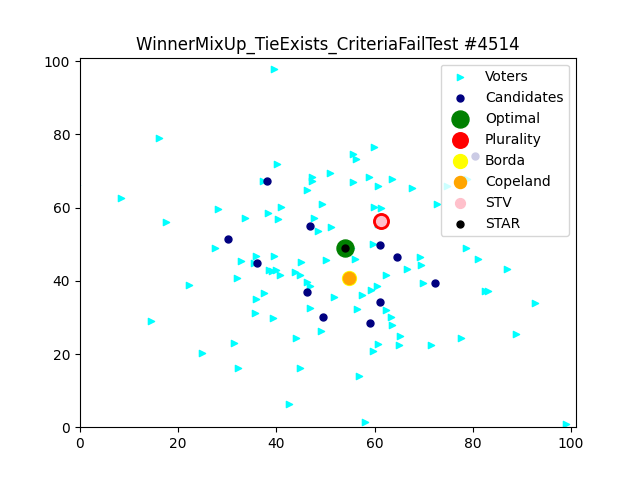 WinnerMixUp_TieExists_CriteriaFailTest #4514
100
80
60
40
20
0
0
20
40
60
80
100
Voters
Candidates
Optimal
Plurality
Borda
Copeland
STV
STAR